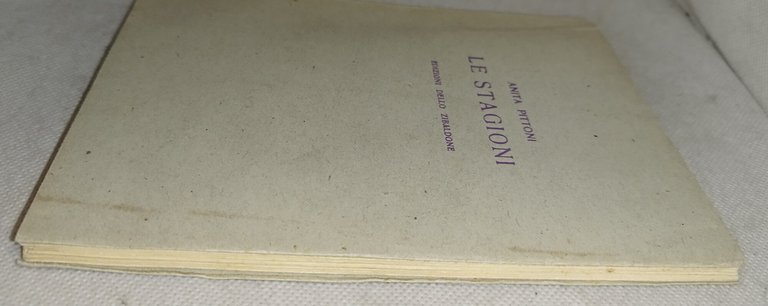 ANITA PITTONI
LE STAGIONI
EDIZIONI DELLO ZIBALDONE